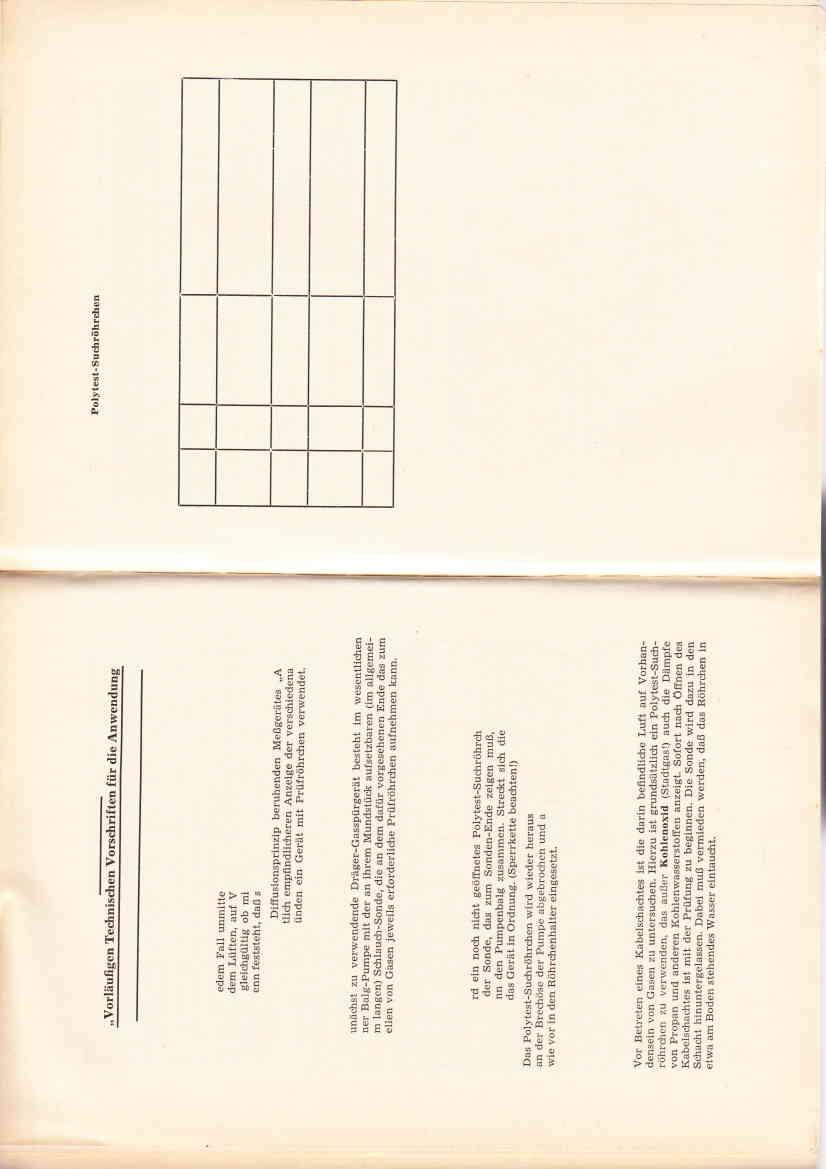 „Vorläufigen Technischen Vorschriften für die Anwendung
edem Fall unmitte
dem Lüften, auf V
gleichgültig ob mi
enn feststeht, daß s
Diffusionsprinzip beruhenden Meßgerätes „A
tlich empfindlicheren Anzeige der verschiedena
ünden ein Gerät mit Prüfröhrchen verwendet.
unächst zu verwendende Dräger-Gasspürgerät besteht im wesentlichen
ner Balg-Pumpe mit der an ihrem Mundstück aufsetzbaren (im allgemei-
m langen) Schlauch-Sonde, die an dem dafür vorgesehenen Ende das zum
ellen von Gasen jeweils erforderliche Prüfröhrchen aufnehmen kann.
rd ein noch nicht geöffnetes Polytest-Suchröhrch
der Sonde, das zum Sonden-Ende zeigen muß,
nn den Pumpenbalg zusammen. Streckt sich die
das Gerät in Ordnung. (Sperrkette beachten!)
Das Polytest-Suchröhrchen wird wieder heraus
an der Brechöse der Pumpe abgebrochen und a
wie vor in den Röhrchenhalter eingesetzt.
Vor Betreten eines Kabelschachtes ist die darin befindliche Luft auf Vorhan-
densein von Gasen zu untersuchen. Hierzu ist grundsätzlich ein Polytest-Such-
röhrchen zu verwenden, das außer Kohlenoxid (Stadtgas!) auch die Dämpfe
von Propan und anderen Kohlenwasserstoffen anzeigt. Sofort nach Öffnen des
Kabelschachtes ist mit der Prüfung zu beginnen. Die Sonde wird dazu in den
Schacht hinuntergelassen. Dabei muß vermieden werden, daß das Röhrchen in
etwa am Boden stehendes Wasser eintaucht.
Polytest-Suchröhrchen